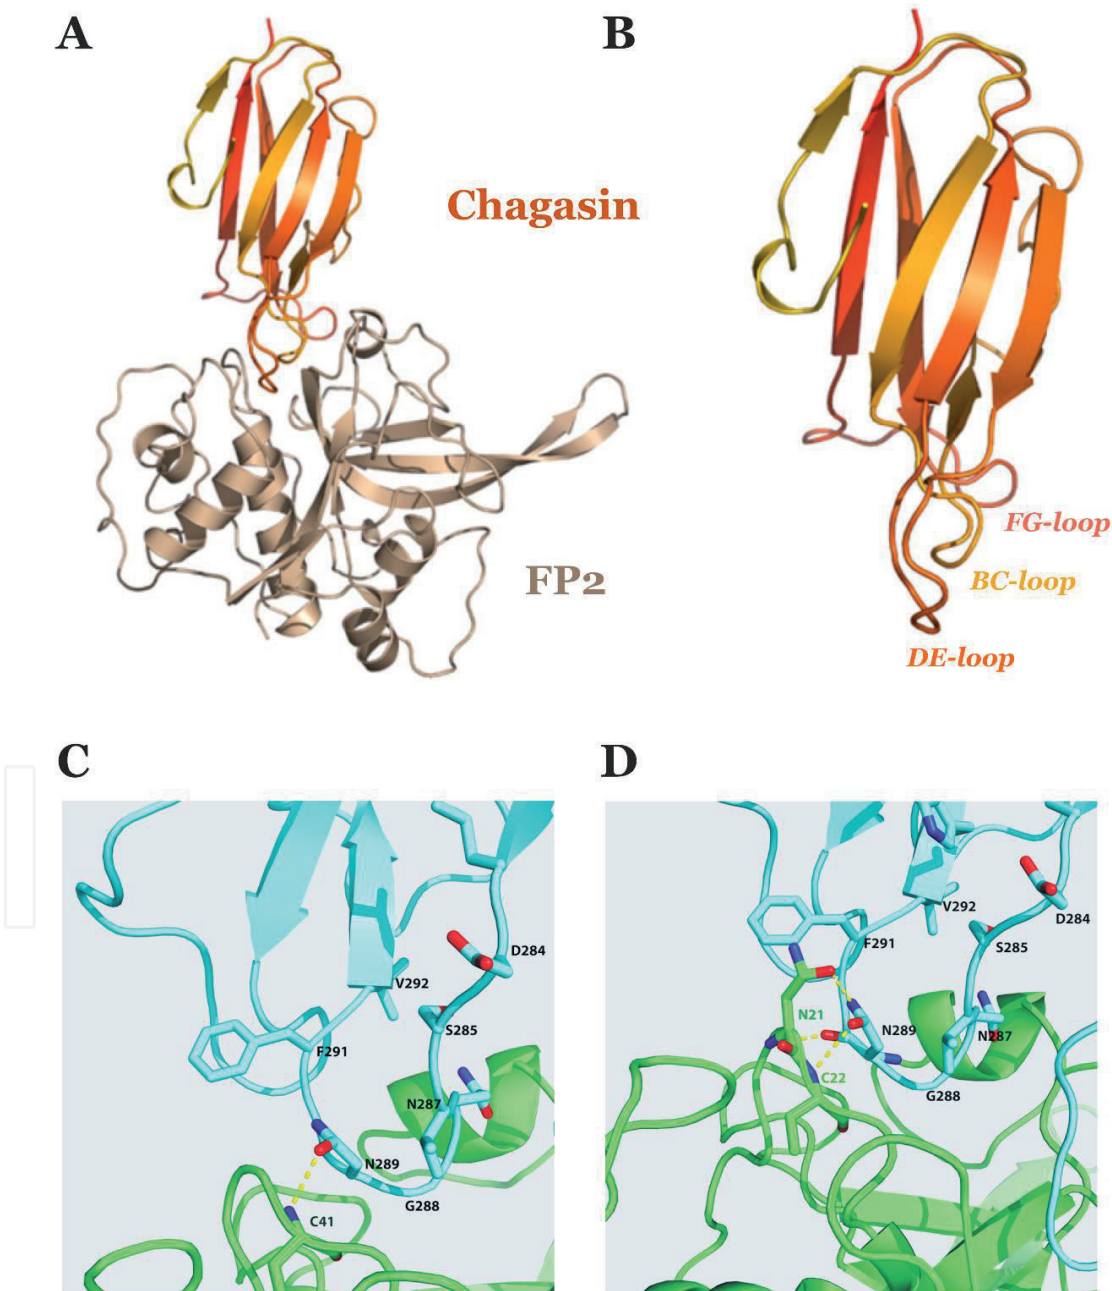 A
B
Chagasin
FP2
FG-loop
BC-loop
DE-loop
C
D
D284
V292
S285
F291
N287
N289
G288
C41
V292
D284
F291
S285
N21
N289
N287
C22
G288